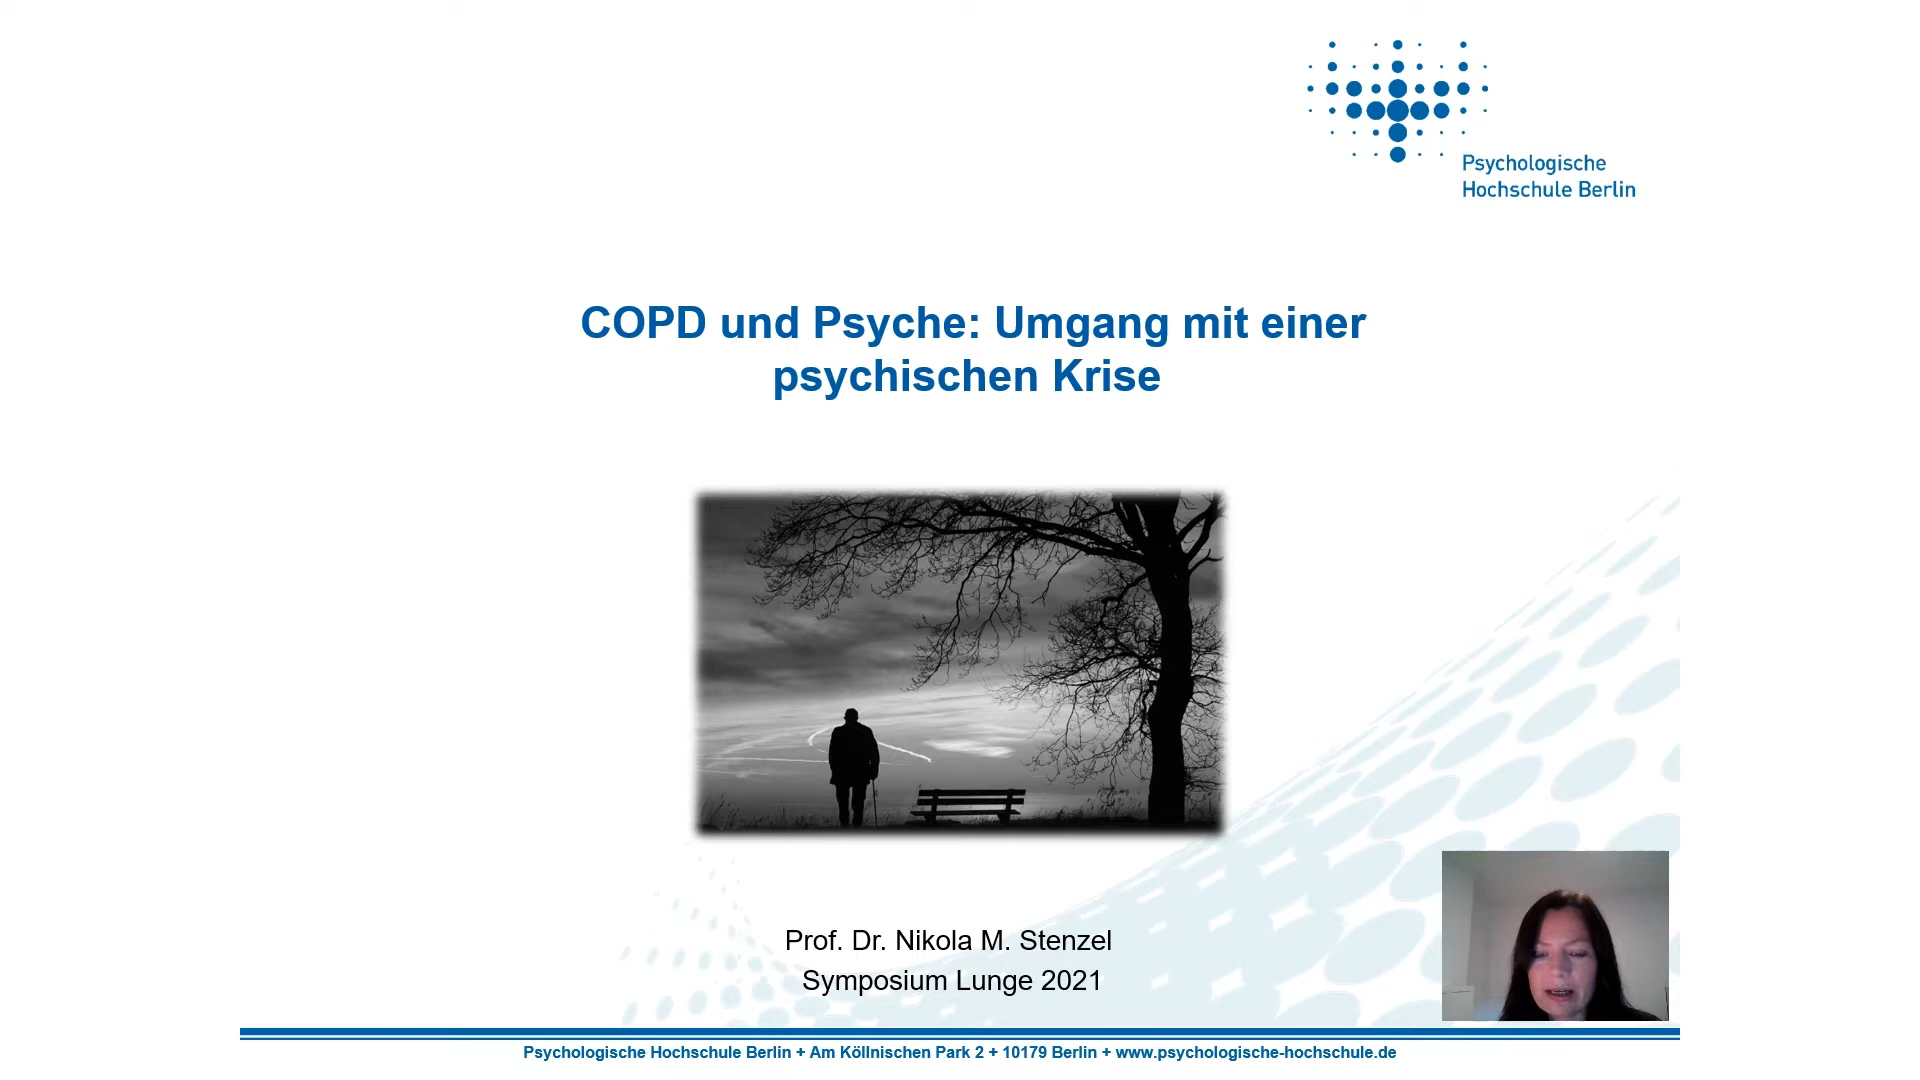 Psychologische
Hochschule Berlin
COPD und Psyche: Umgang mit einer
psychischen Krise
Prof. Dr. Nikola M. Stenzel
Symposium Lunge 2021
Psychologische Hochschule Berlin + Am Köllnischen Park 2 + 10179 Berlin + www.psychologische-hochschule.de